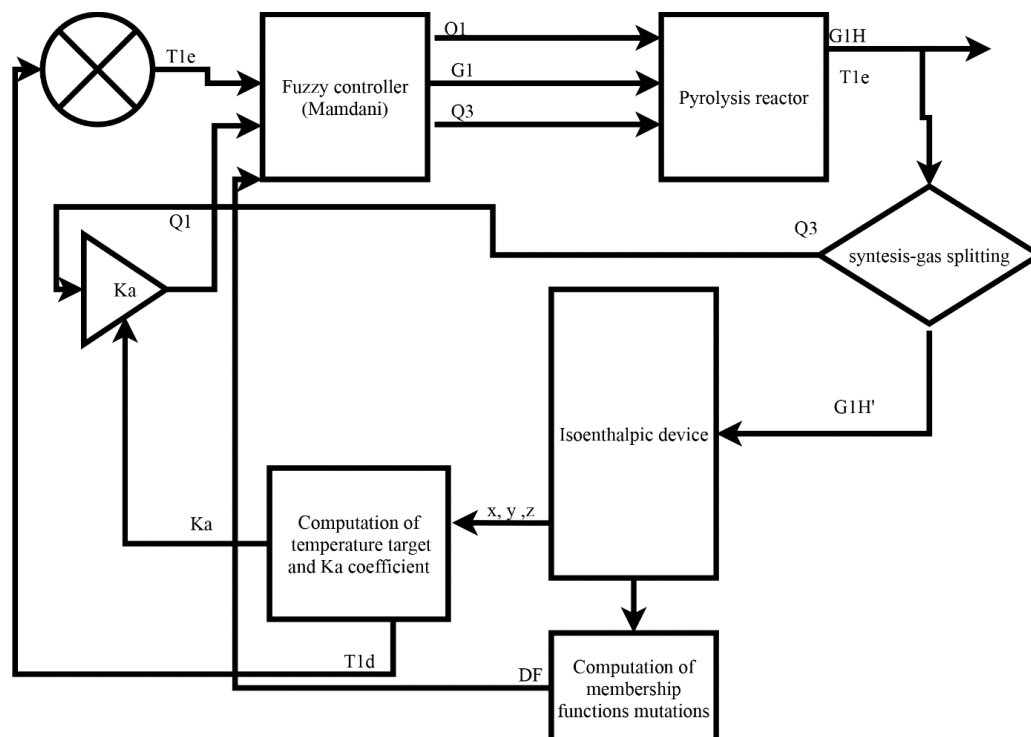 T1e
Fuzzy controller
(Mamdani)
Q1
G1
Q3
Pyrolysis reactor
G1H
T1e
Q1
Q3
syntesis-gas splitting
Ka
G1H'
Isoenthalpic device
x, y ,z
Ka
Computation of
temperature target
and Ka coefficient
T1d
DF
Computation of
membership
functions mutations